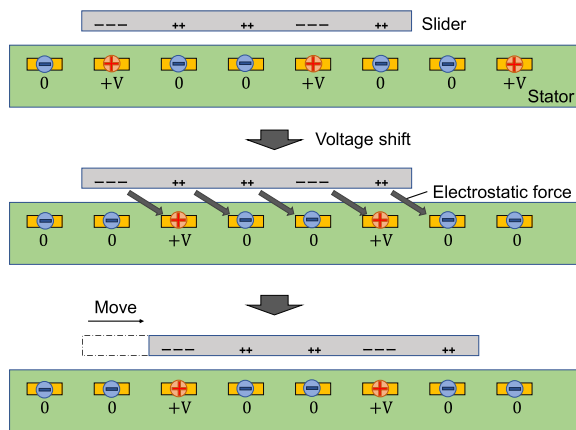 Slider
− − − ++ ++ − − − ++
− + − − + − − +
0 +V 0 0 +V 0 0 +V
Stator
Voltage shift
− − − ++ ++ − − − ++
Electrostatic force
− − + − − + − −
0 0 +V 0 0 +V 0 0
Move
− − − ++ ++ − − − ++
− − + − − + − −
0 0 +V 0 0 +V 0 0